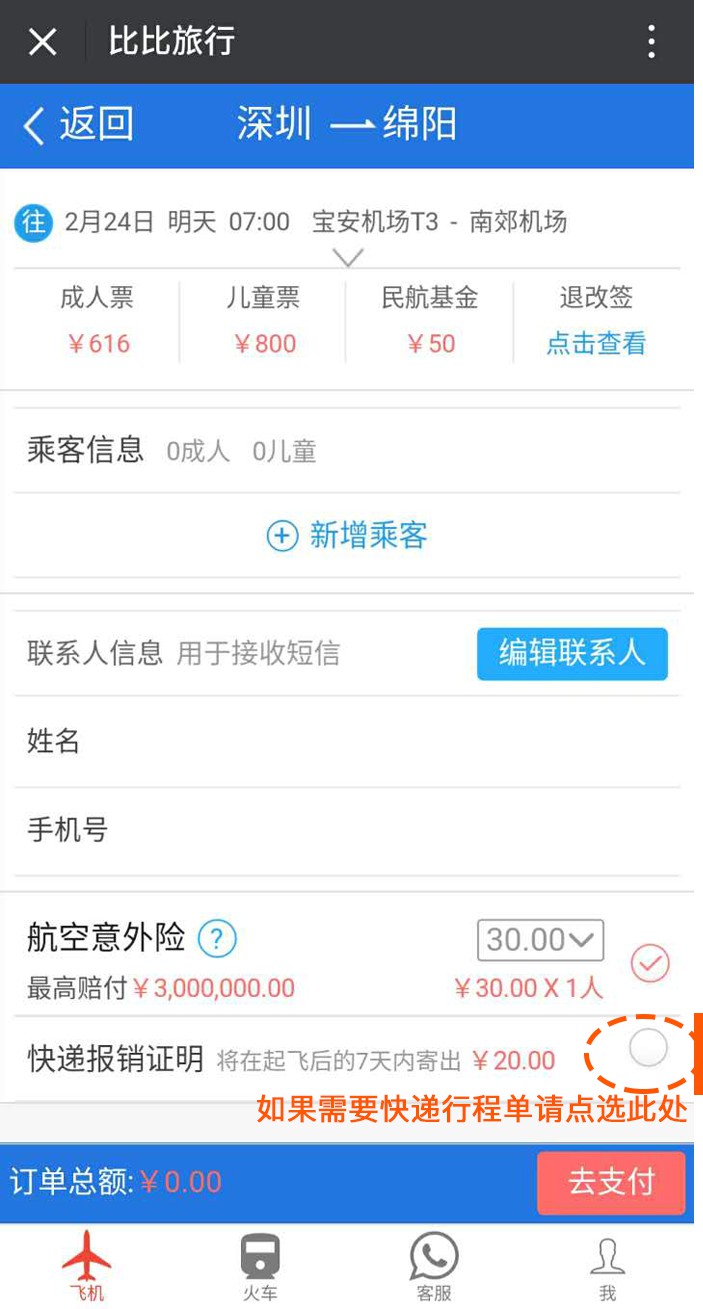 比比旅行
返回 深圳 绵阳
往 2月24日 明天 07:00 宝安机场T3 - 南郊机场
成人票 儿童票 民航基金 退改签
￥616 ￥800 ￥50 点击查看
乘客信息 0成人 0儿童
新增乘客
联系人信息 用于接收短信 编辑联系人
姓名
手机号
航空意外险 ? 30.00
最高赔付￥3,000,000.00 ￥30.00 X 1人
快递报销证明 将在起飞后的7天内寄出 ￥20.00
如果需要快递行程单请点选此处
订单总额:￥0.00 去支付
飞机 火车 客服 我